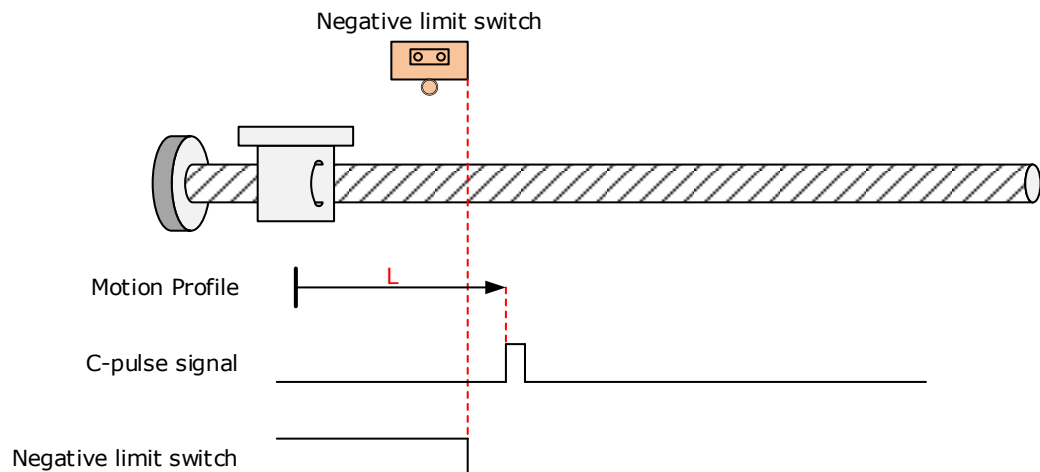 Negative limit switch
Motion Profile
L
C-pulse signal
Negative limit switch